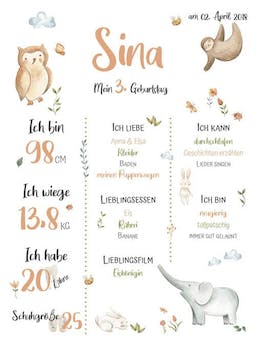 am 02. April 2018
Sina
Mein 3. Geburtstag
Ich bin
98 CM
Ich wiege
13,8 KG
Ich habe
20 Zähne
Schuhgröße 25
Ich liebe
Anna & Elsa
Kleider
Baden
meinen Puppenwagen
Lieblingsessen
Eis
Rührei
Banane
Lieblingsfilm
Eiskönigin
Ich kann
durchschlafen
Geschichten erzählen
Lieder singen
Ich bin
neugierig
tollpatschig
immer gut gelaunt